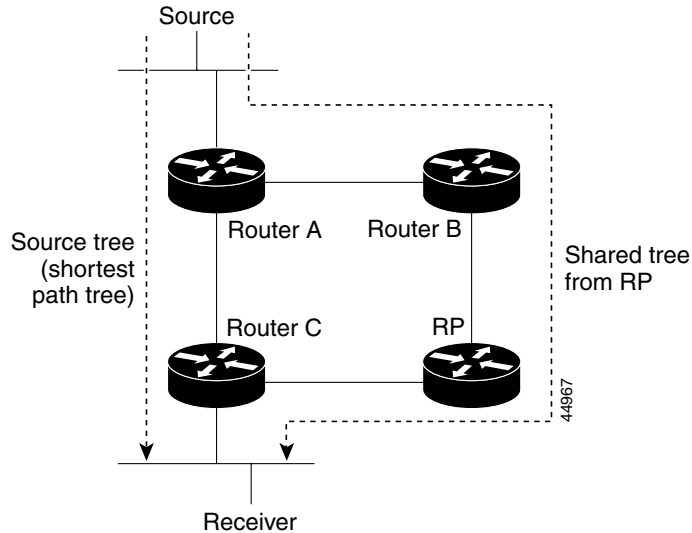 Source
Router A
Router B
Source tree
(shortest
path tree)
Shared tree
from RP
Router C
RP
44967
Receiver